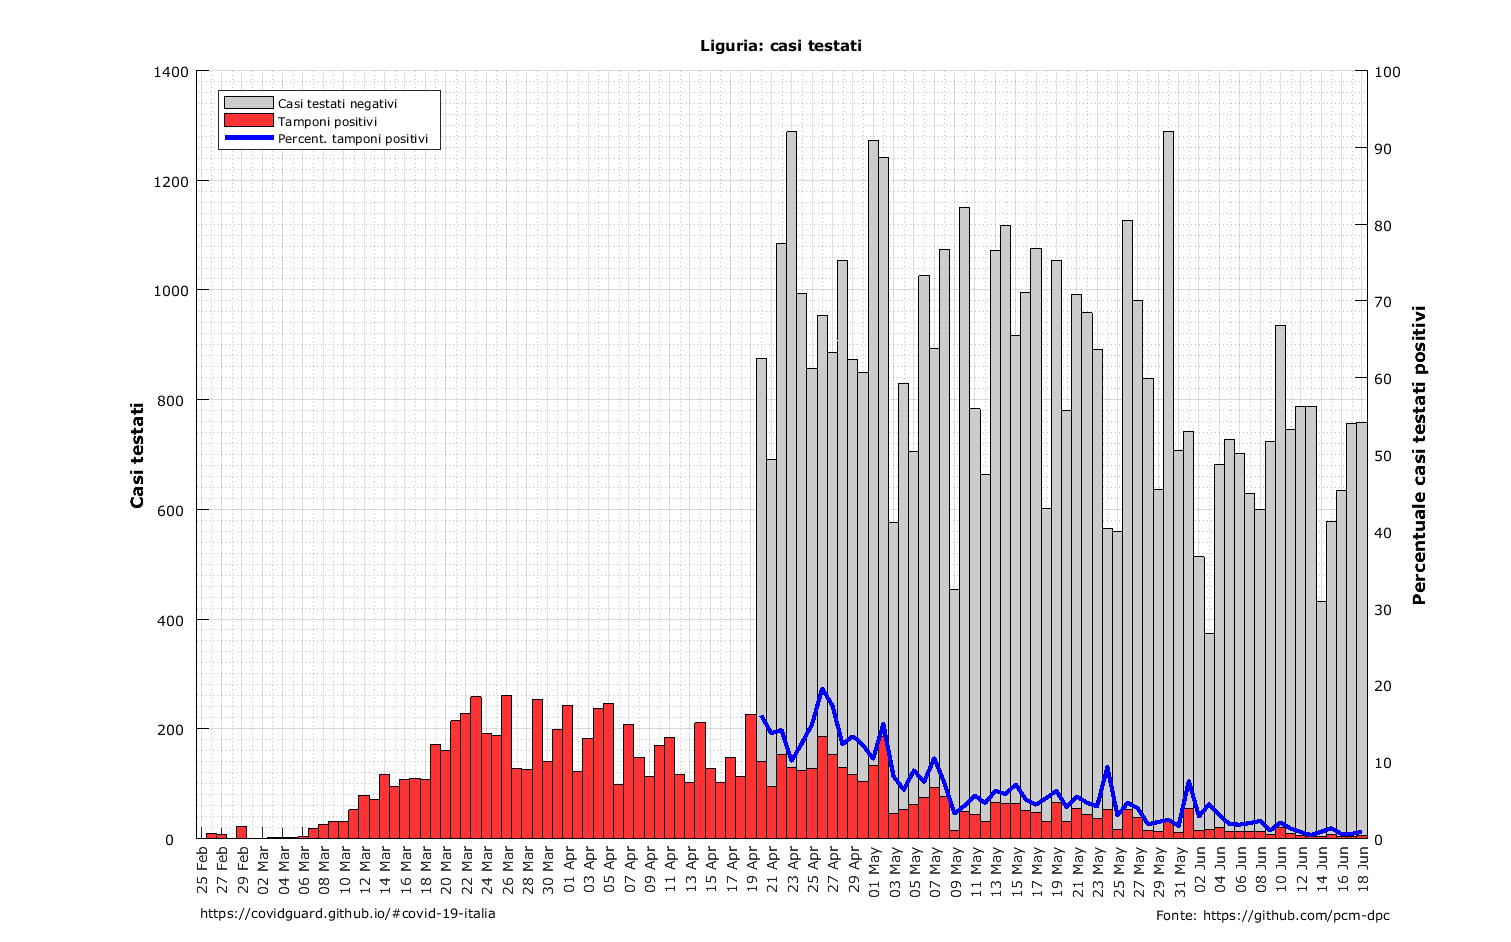 Liguria: casi testati
Casi testati negativi
Tamponi positivi
Percent. tamponi positivi
Casi testati
1400
1200
1000
800
600
400
200
0
100
90
80
70
60
50
40
30
20
10
0
Percentuale casi testati positivi
25 Feb
27 Feb
29 Feb
02 Mar
04 Mar
06 Mar
08 Mar
10 Mar
12 Mar
14 Mar
16 Mar
18 Mar
20 Mar
22 Mar
24 Mar
26 Mar
28 Mar
30 Mar
01 Apr
03 Apr
05 Apr
07 Apr
09 Apr
11 Apr
13 Apr
15 Apr
17 Apr
19 Apr
21 Apr
23 Apr
25 Apr
27 Apr
29 Apr
01 May
03 May
05 May
07 May
09 May
11 May
13 May
15 May
17 May
19 May
21 May
23 May
25 May
27 May
29 May
31 May
02 Jun
04 Jun
06 Jun
08 Jun
10 Jun
12 Jun
14 Jun
16 Jun
18 Jun
https://covidguard.github.io/#covid-19-italia
Fonte: https://github.com/pcm-dpc